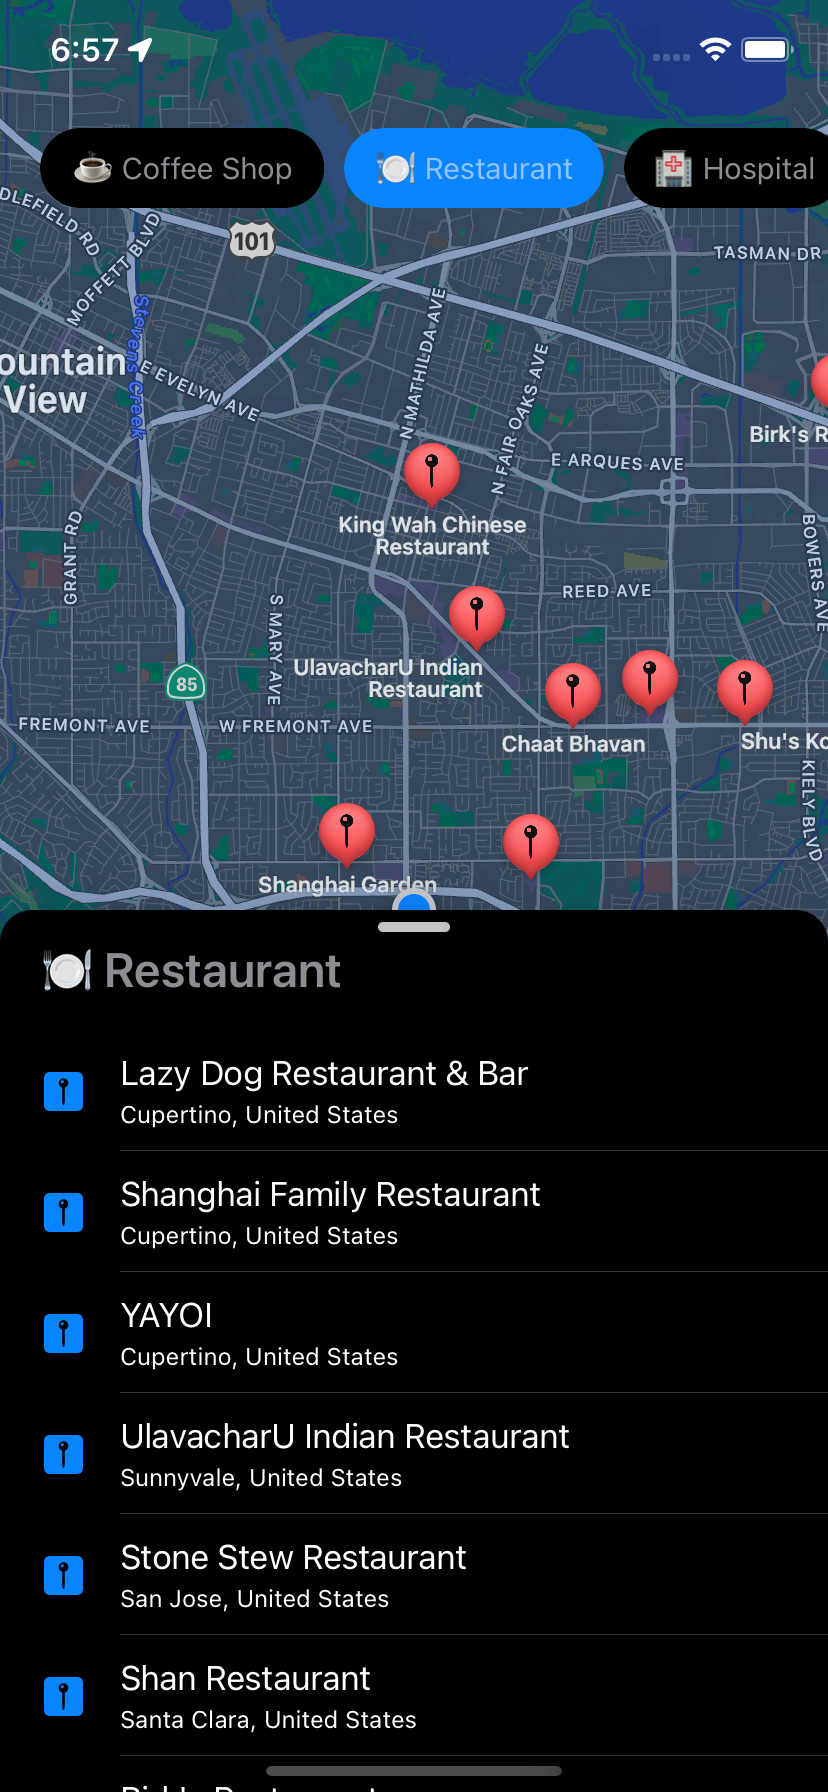 6:57
Coffee Shop
Restaurant
Hospital
101
DLEFIELD RD
MOFFETT BLVD
TASMAN DR
Stevens Creek
ountain
View
E EVELYN AVE
N MATHILDA AVE
N FAIR OAKS AVE
Birk's R
E ARQUES AVE
King Wah Chinese
Restaurant
GRANT RD
BOWERS AVE
REED AVE
S MARY AVE
UlavacharU Indian
Restaurant
85
FREMONT AVE
W FREMONT AVE
Chaat Bhavan
Shu's Ko
KIELY BLVD
Shanghai Garden
Restaurant
Lazy Dog Restaurant & Bar
Cupertino, United States
Shanghai Family Restaurant
Cupertino, United States
YAYOI
Cupertino, United States
UlavacharU Indian Restaurant
Sunnyvale, United States
Stone Stew Restaurant
San Jose, United States
Shan Restaurant
Santa Clara, United States